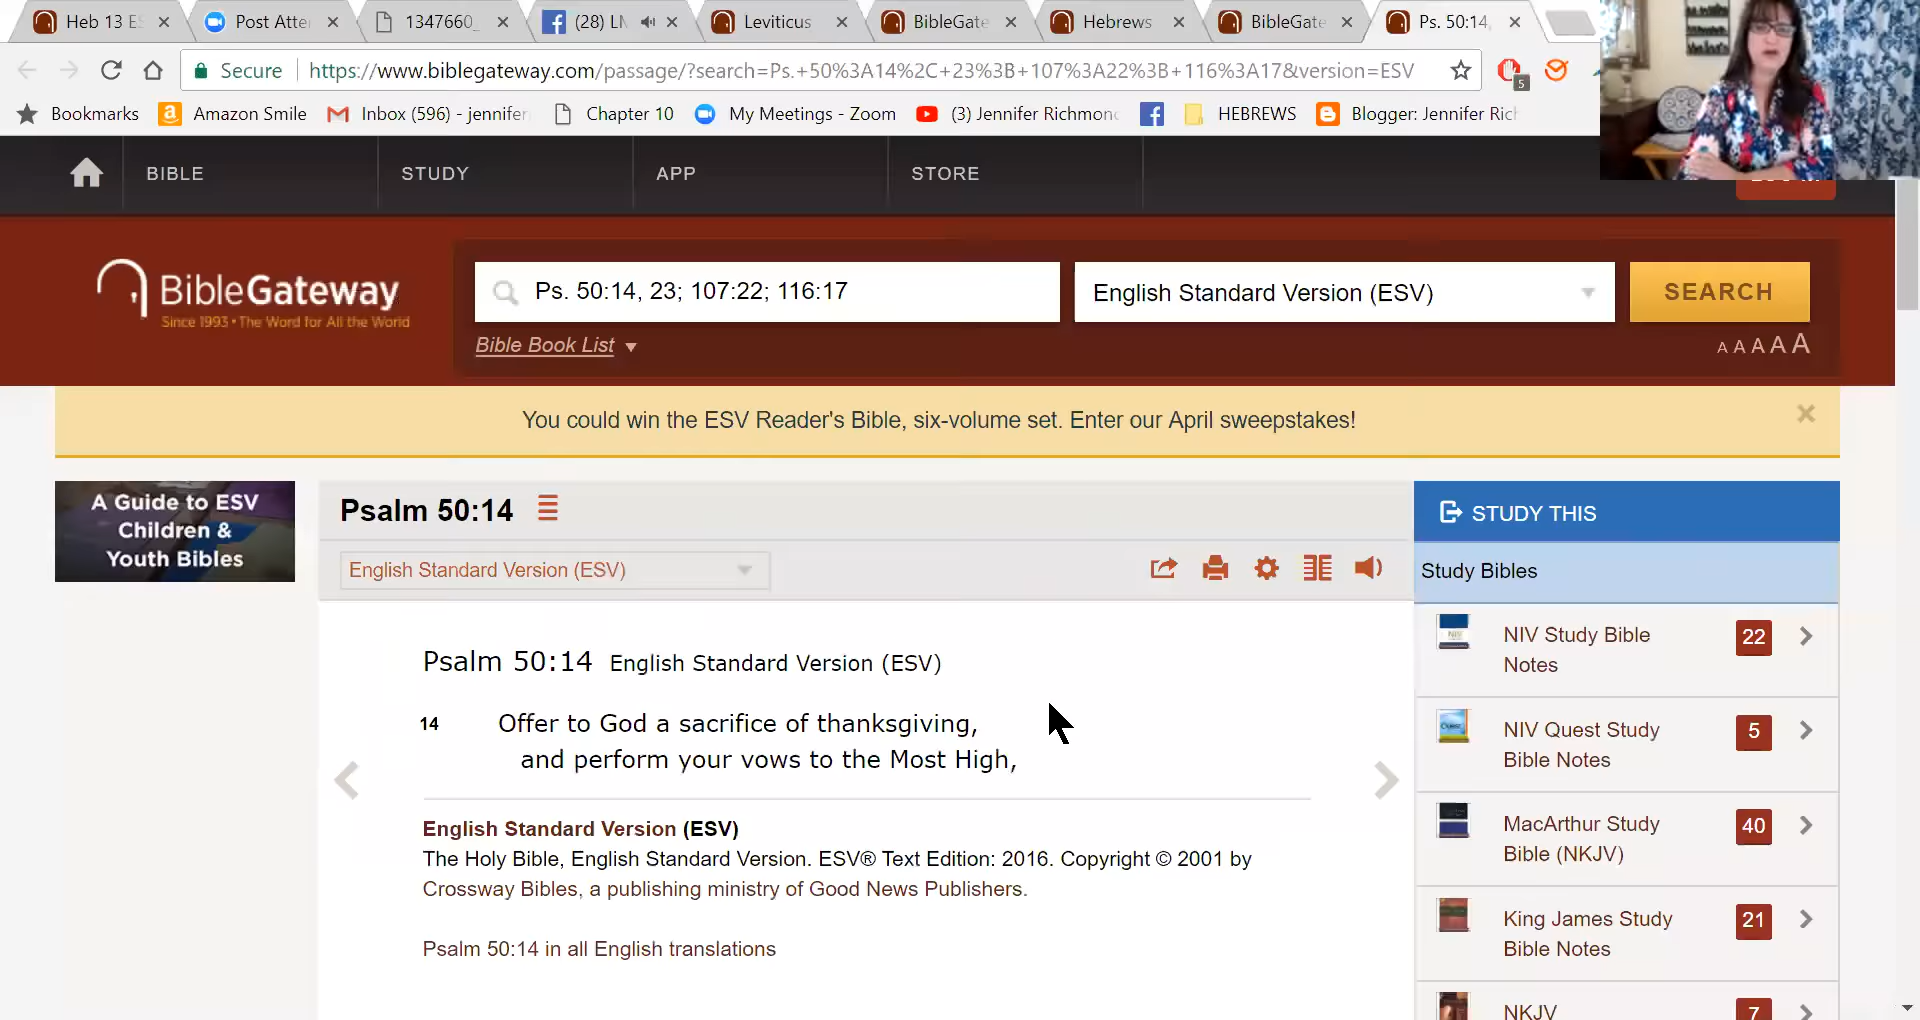 Heb 13 E
Post Atte
1347660_
(28) LM
Leviticus
BibleGate
Hebrews
BibleGate
Ps. 50:14,
Secure
https://www.biblegateway.com/passage/?search=Ps.+50%3A14%2C+23%3B+107%3A22%3B+116%3A17&version=ESV
5
Bookmarks
Amazon Smile
Inbox (596) - jennifer
Chapter 10
My Meetings - Zoom
(3) Jennifer Richmond
HEBREWS
Blogger: Jennifer Rich
BIBLE
STUDY
APP
STORE
BibleGateway
Since 1993 • The Word for All the World
Ps. 50:14, 23; 107:22; 116:17
English Standard Version (ESV)
SEARCH
Bible Book List
A A A A A
You could win the ESV Reader's Bible, six-volume set. Enter our April sweepstakes!
A Guide to ESV
Children &
Youth Bibles
Psalm 50:14
English Standard Version (ESV)
Psalm 50:14 English Standard Version (ESV)
14 Offer to God a sacrifice of thanksgiving,
and perform your vows to the Most High,
English Standard Version (ESV)
The Holy Bible, English Standard Version. ESV® Text Edition: 2016. Copyright © 2001 by
Crossway Bibles, a publishing ministry of Good News Publishers.
Psalm 50:14 in all English translations
STUDY THIS
Study Bibles
NIV Study Bible
Notes
22
NIV Quest Study
Bible Notes
5
MacArthur Study
Bible (NKJV)
40
King James Study
Bible Notes
21
NKJV
7